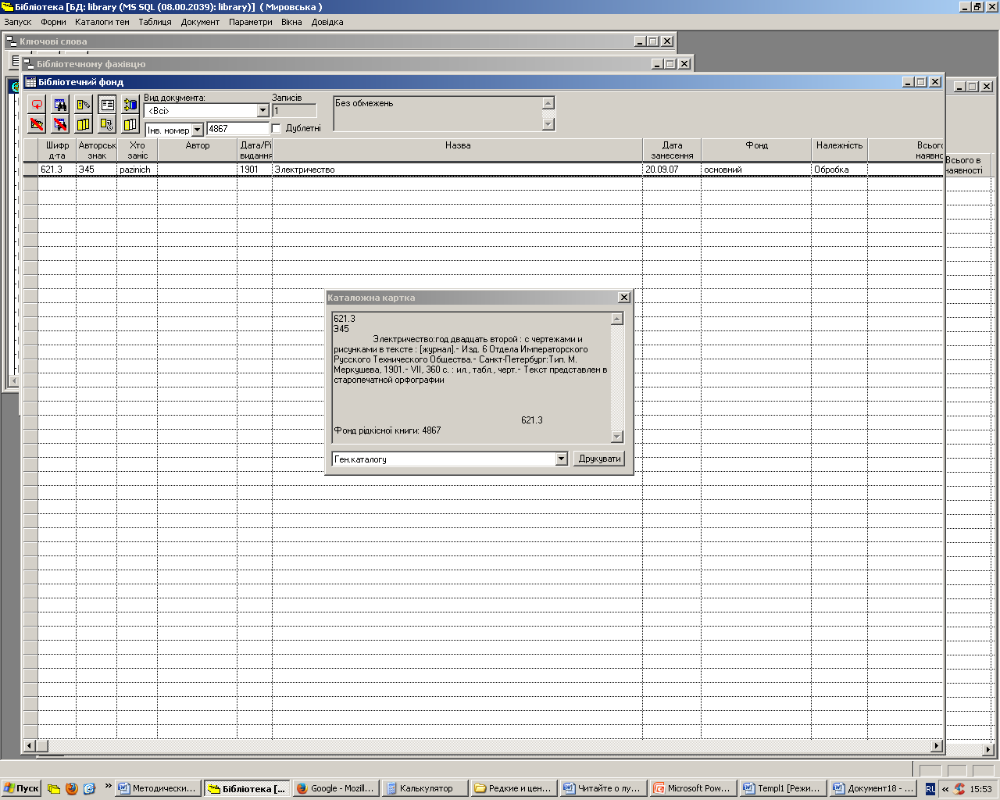 Бібліотека [БД: library (MS SQL (08.00.2039): library)] ( Мировська )
Запуск Форми Каталоги тем Таблиця Документ Параметри Вікна Довідка
Ключові слова
Бібліотечному фахівцю
Бібліотечний фонд
Вид документа: Записів
<Всі> 1
Без обмежень
Інв. номер 4867 Дублетні
Шифр д-та Авторськ знак Хто заніс Автор Дата/Рі видання Назва Дата занесення Фонд Належність Всього наявнос
Всього в
наявності
621.3 Э45 pazinich 1901 Электричество 20.09.07 основний Обробка
Каталожна картка
621.3
Э45
Электричество:год двадцать второй : с чертежами и
рисунками в тексте : [журнал].- Изд. 6 Отдела Императорского
Русского Технического Общества.- Санкт-Петербург:Тип. М.
Меркушева, 1901.- VII, 360 с. : ил., табл., черт.- Текст представлен в
старопечатной орфографии
621.3
Фонд рідкісної книги: 4867
Ген.каталогу Друкувати
Пуск » Методически... Бібліотека [... Google - Mozill... Калькулятор Редкие и цен... Читайте о лу... Microsoft Pow... Templ1 [Режи... Документ18 - ... RU « 15:53